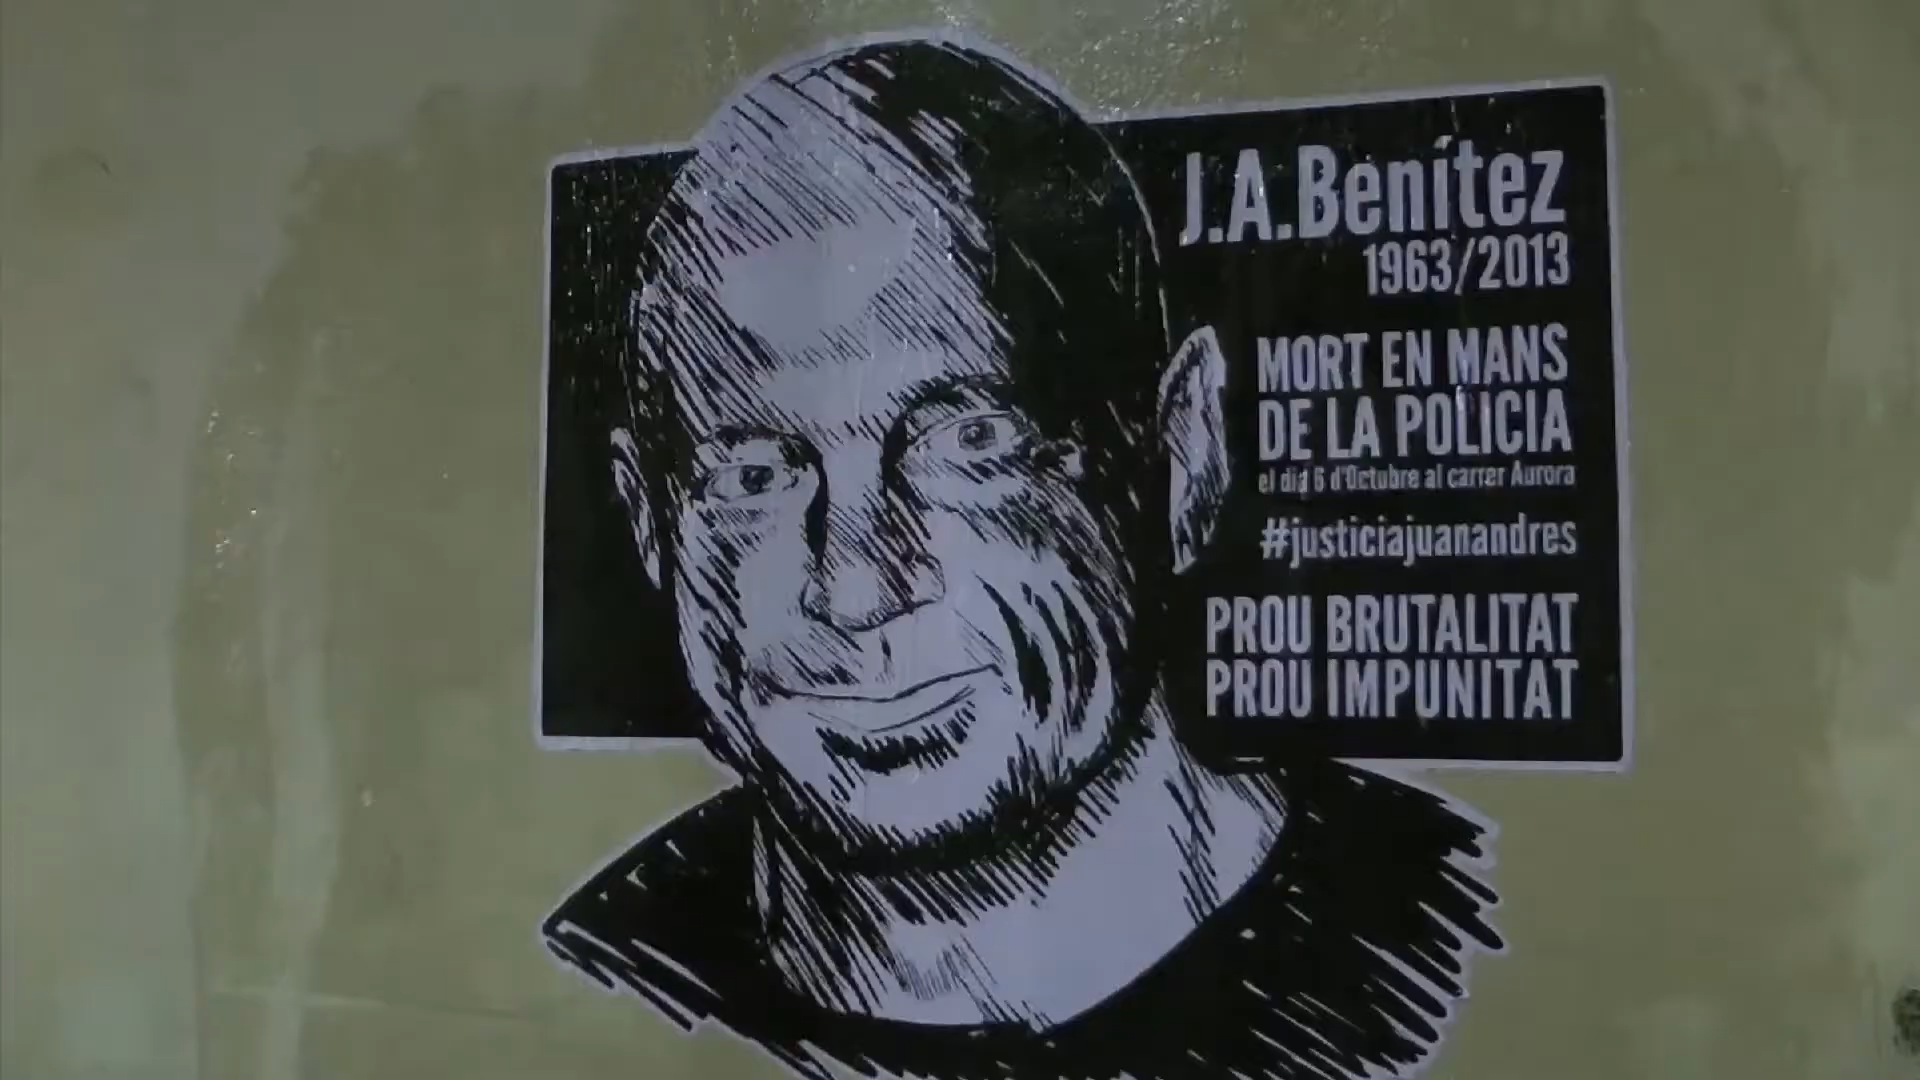 J.A.Benítez
1963/2013
MORT EN MANS
DE LA POLICIA
el dia 6 d'Octubre al carrer Aurora
#justiciajuanandres
PROU BRUTALITAT
PROU IMPUNITAT